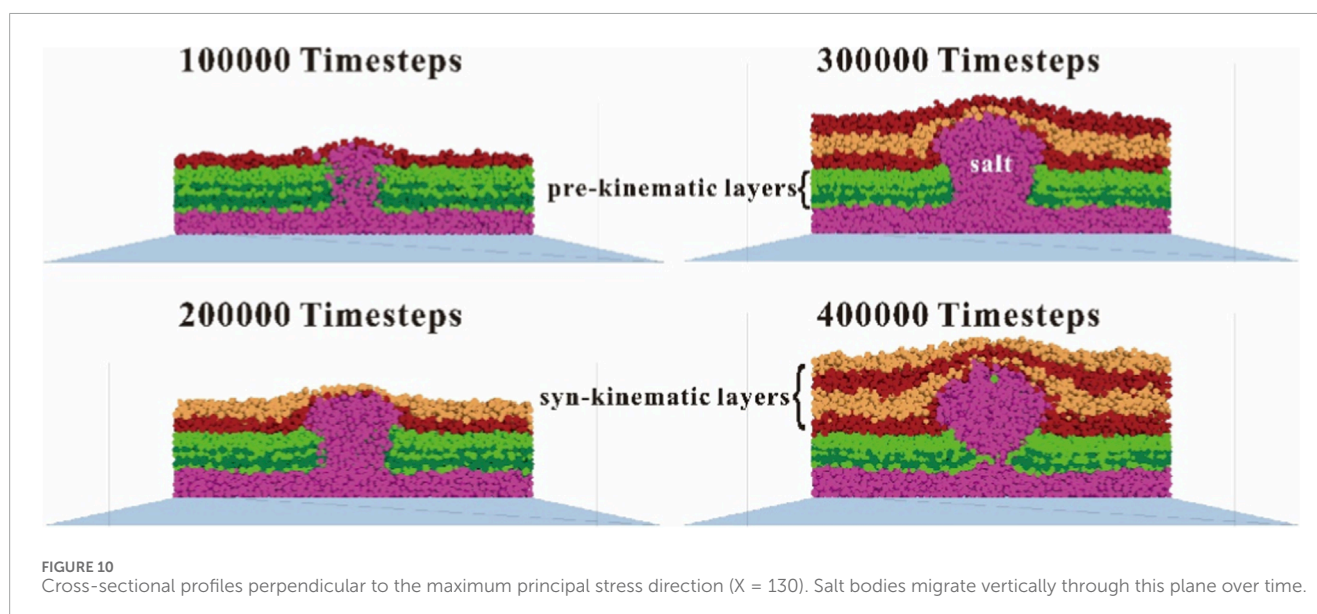 100000 Timesteps
300000 Timesteps
salt
pre-kinematic layers
200000 Timesteps
400000 Timesteps
syn-kinematic layers
FIGURE 10
Cross-sectional profiles perpendicular to the maximum principal stress direction (X = 130). Salt bodies migrate vertically through this plane over time.